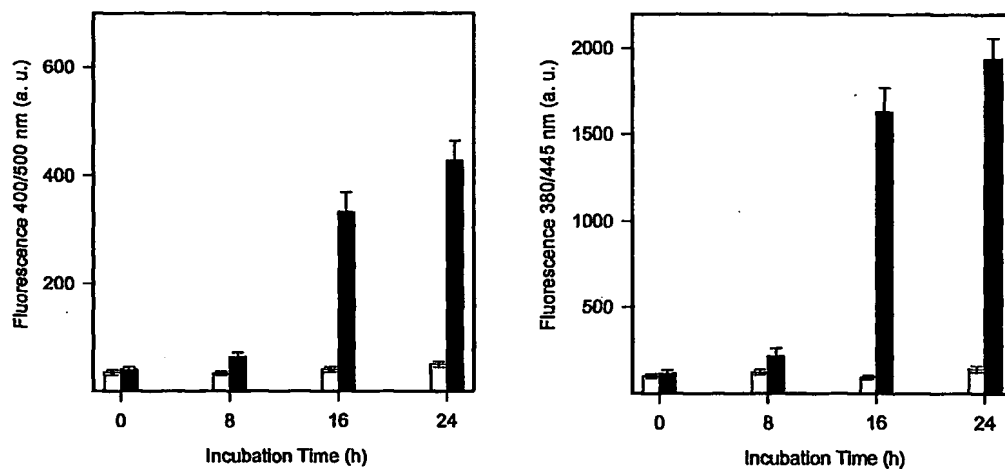 Fluorescence 400/500 nm (a. u.)
600
400
200
0 8 16 24
Incubation Time (h)
Fluorescence 380/445 nm (a. u.)
2000
1500
1000
500
0 8 16 24
Incubation Time (h)